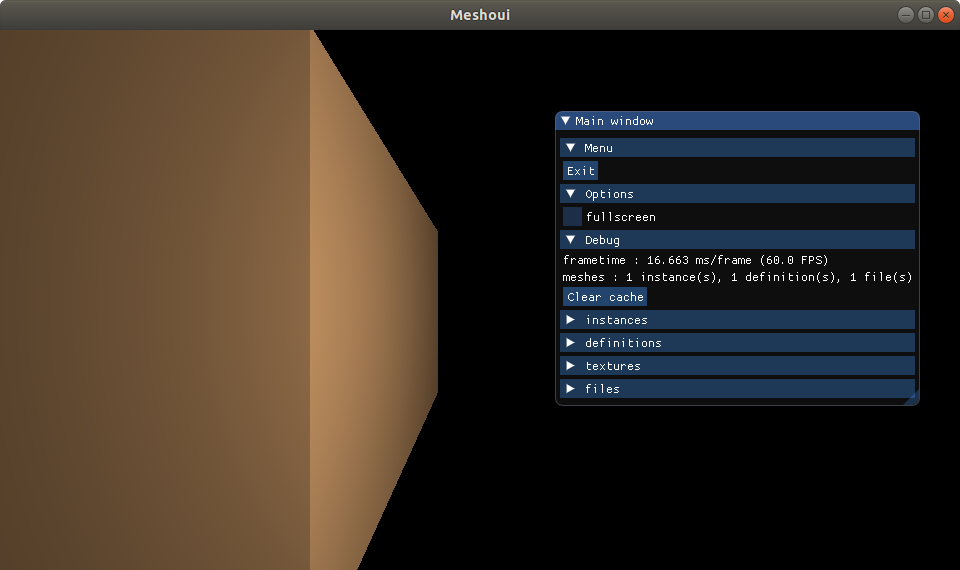 Meshoui
Main window
Menu
Exit
Options
fullscreen
Debug
frametime : 16.663 ms/frame (60.0 FPS)
meshes : 1 instance(s), 1 definition(s), 1 file(s)
Clear cache
instances
definitions
textures
files